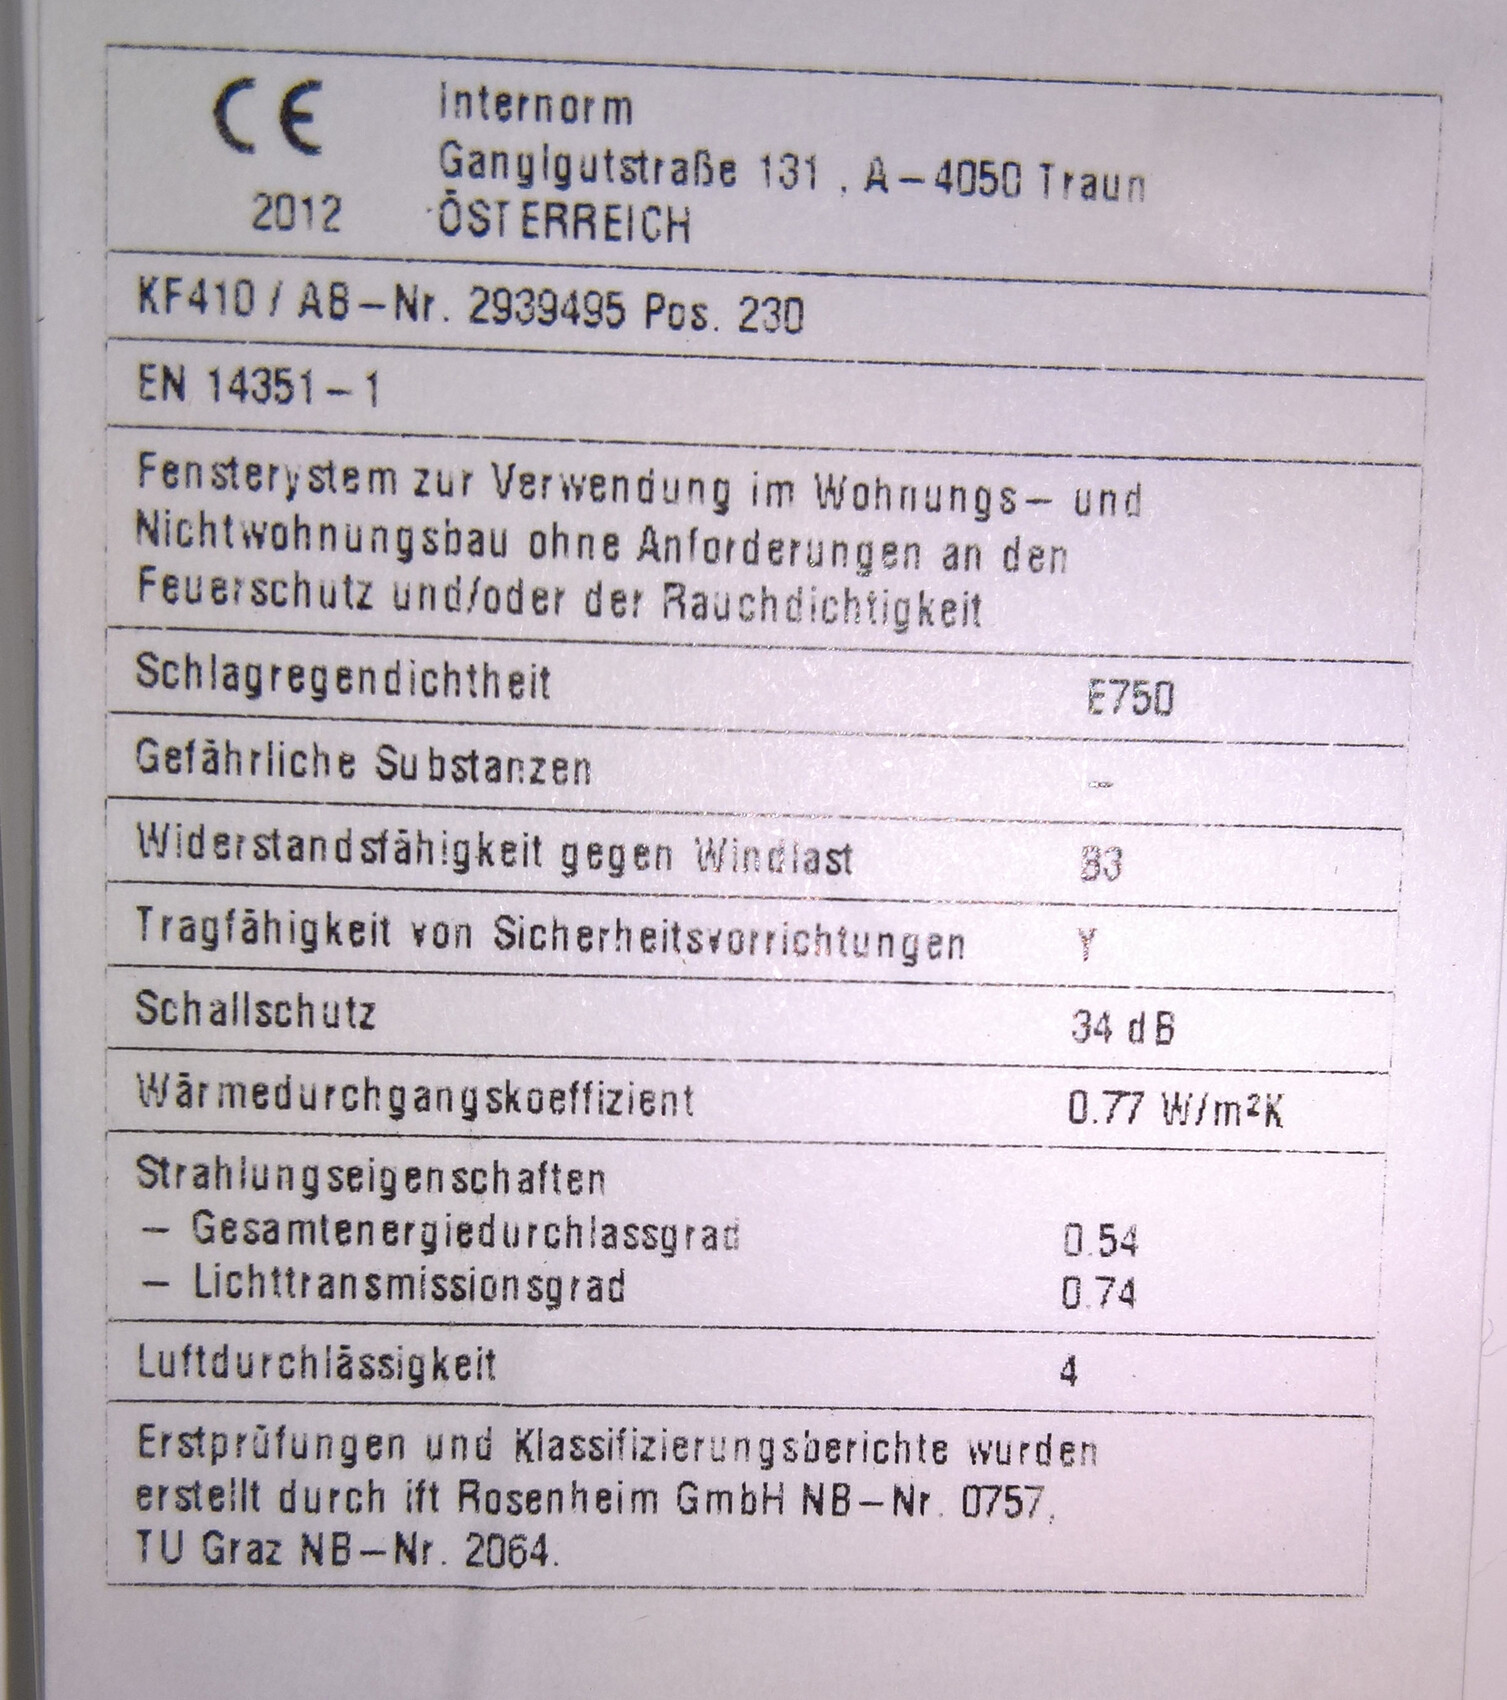 CE Internorm
Ganglgutstraße 131 , A-4050 Traun
2012 ÖSTERREICH
KF410 / AB-Nr. 2939495 Pos. 230
EN 14351-1
Fensterystem zur Verwendung im Wohnungs- und
Nichtwohnungsbau ohne Anforderungen an den
Feuerschutz und/oder der Rauchdichtigkeit
Schlagregendichtheit E750
Gefährliche Substanzen -
Widerstandsfähigkeit gegen Windlast B3
Tragfähigkeit von Sicherheitsvorrichtungen Y
Schallschutz 34 dB
Wärmedurchgangskoeffizient 0.77 W/m²K
Strahlungseigenschaften
- Gesamtenergiedurchlassgrad 0.54
- Lichttransmissionsgrad 0.74
Luftdurchlässigkeit 4
Erstprüfungen und Klassifizierungsberichte wurden
erstellt durch ift Rosenheim GmbH NB-Nr. 0757,
TU Graz NB-Nr. 2064.